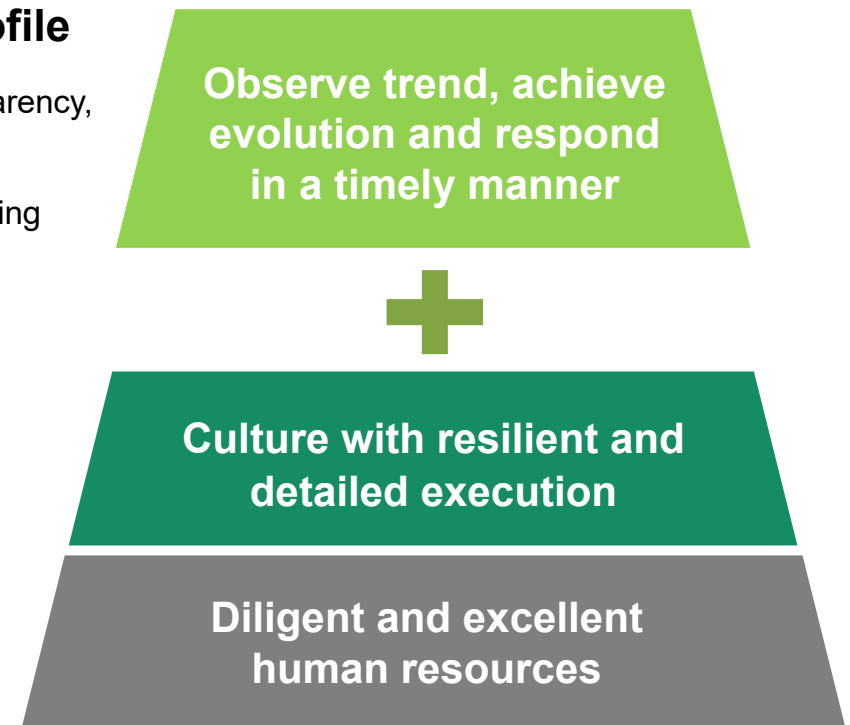 ofile
arency,
ing
Observe trend, achieve
evolution and respond
in a timely manner
Culture with resilient and
detailed execution
Diligent and excellent
human resources